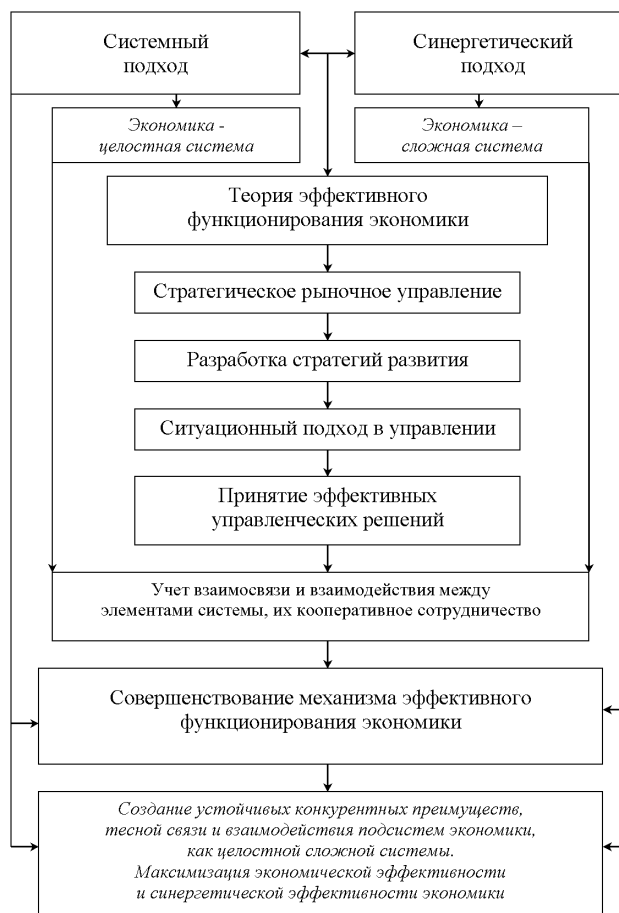 Системный
подход
Синергетический
подход
Экономика -
целостная система
Экономика –
сложная система
Теория эффективного
функционирования экономики
Стратегическое рыночное управление
Разработка стратегий развития
Ситуационный подход в управлении
Принятие эффективных
управленческих решений
Учет взаимосвязи и взаимодействия между
элементами системы, их кооперативное сотрудничество
Совершенствование механизма эффективного
функционирования экономики
Создание устойчивых конкурентных преимуществ,
тесной связи и взаимодействия подсистем экономики,
как целостной сложной системы.
Максимизация экономической эффективности
и синергетической эффективности экономики